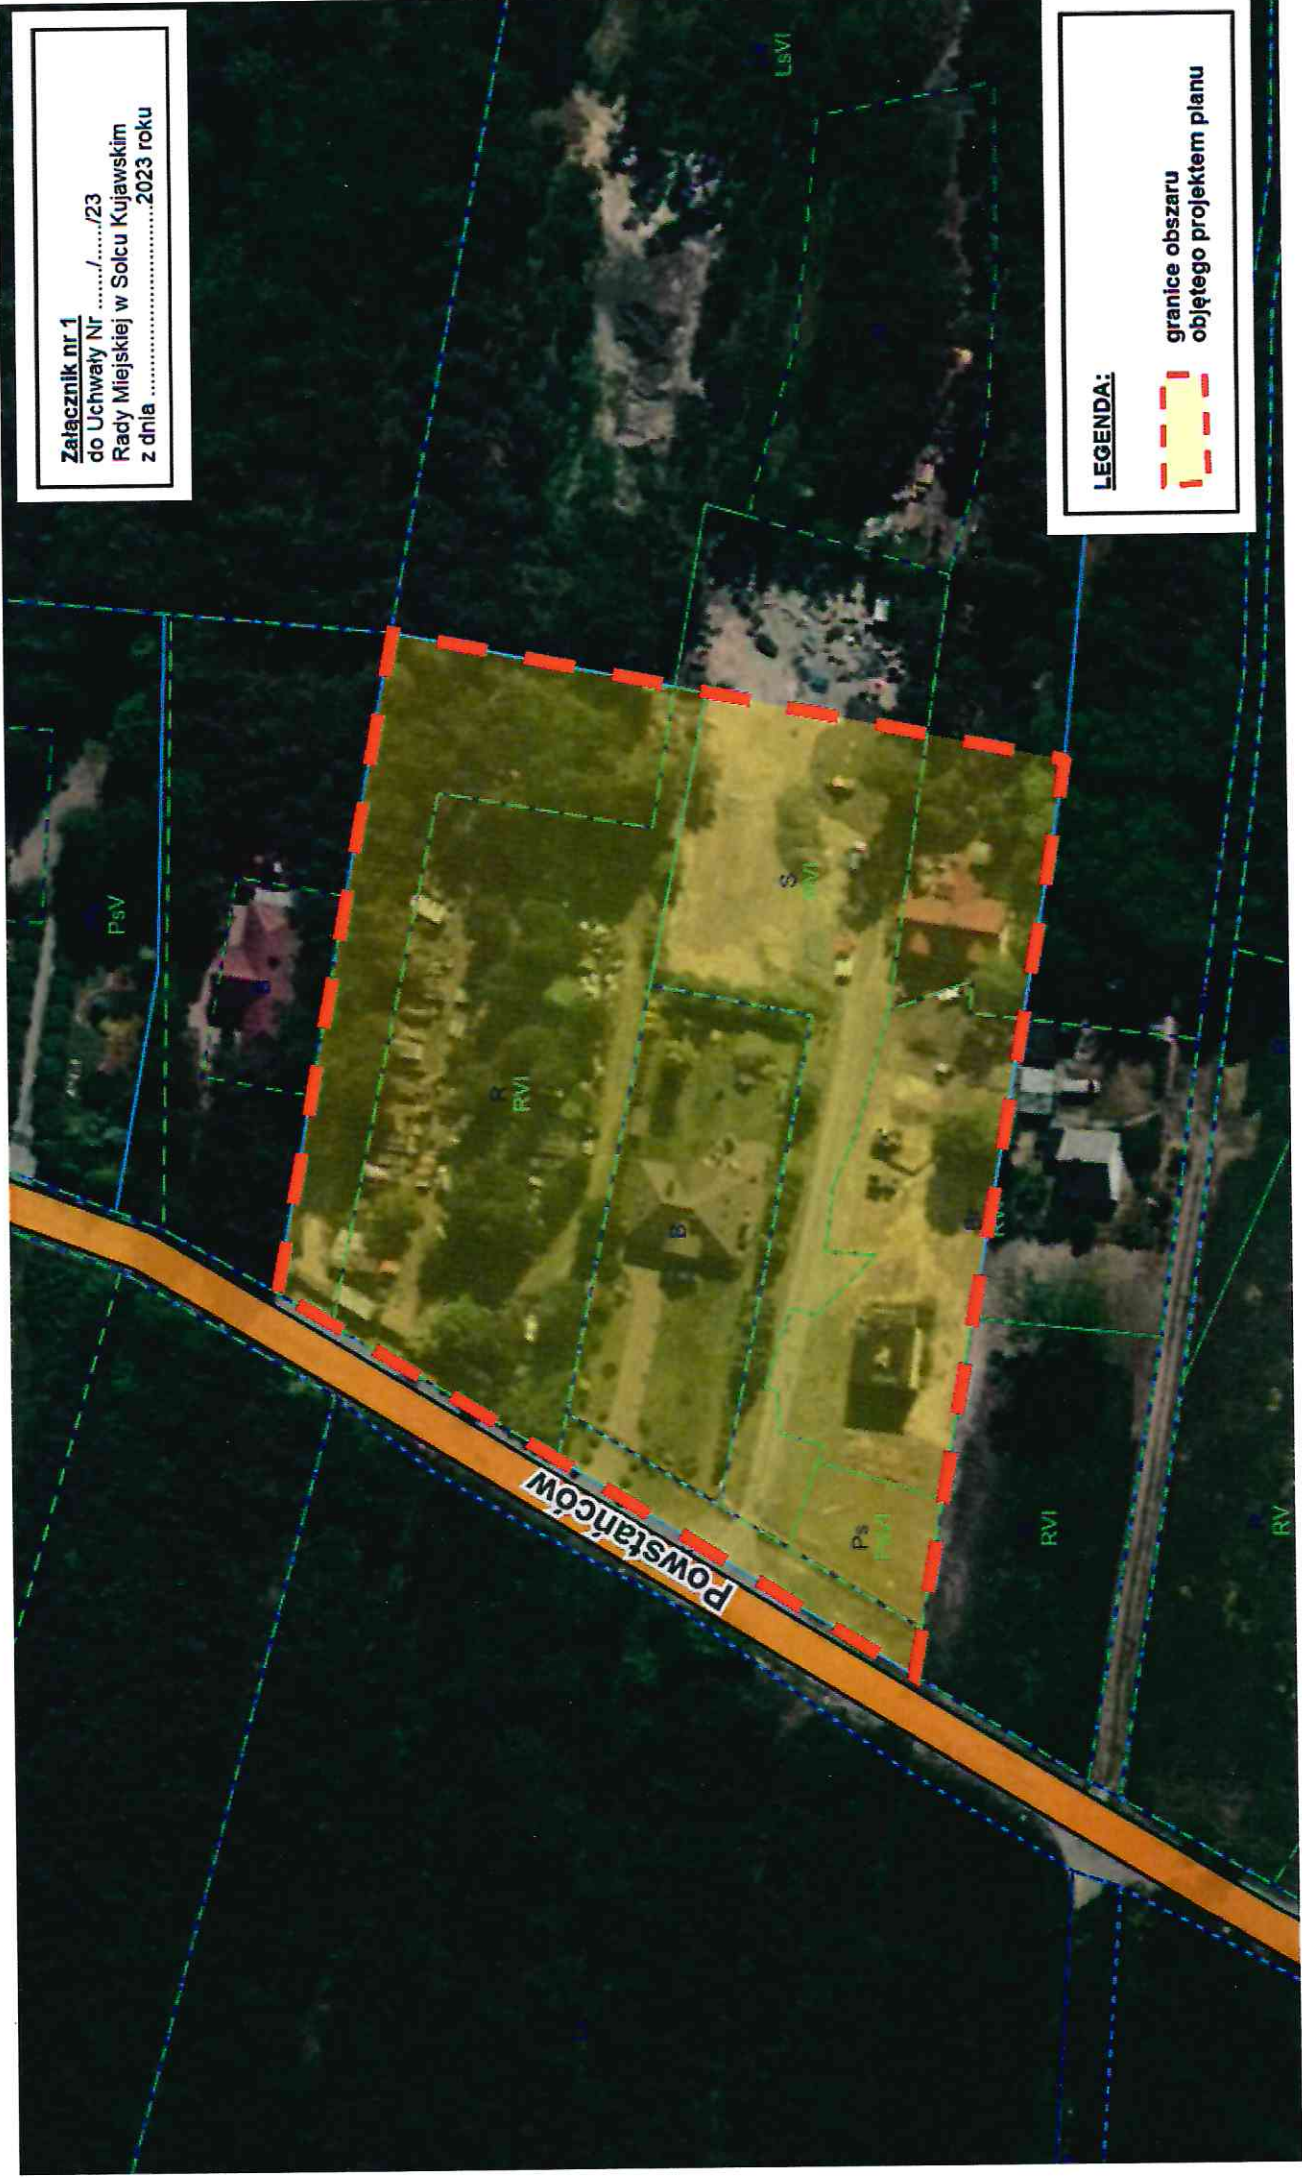 Załącznik nr 1
do Uchwały Nr ......./....../23
Rady Miejskiej w Solcu Kujawskim
z dnia ................................2023 roku
LsVI
PsV
B
R
RVI
S
RVI
B
Powstańców
Ps
RVI
RV
LEGENDA:
granice obszaru
objętego projektem planu